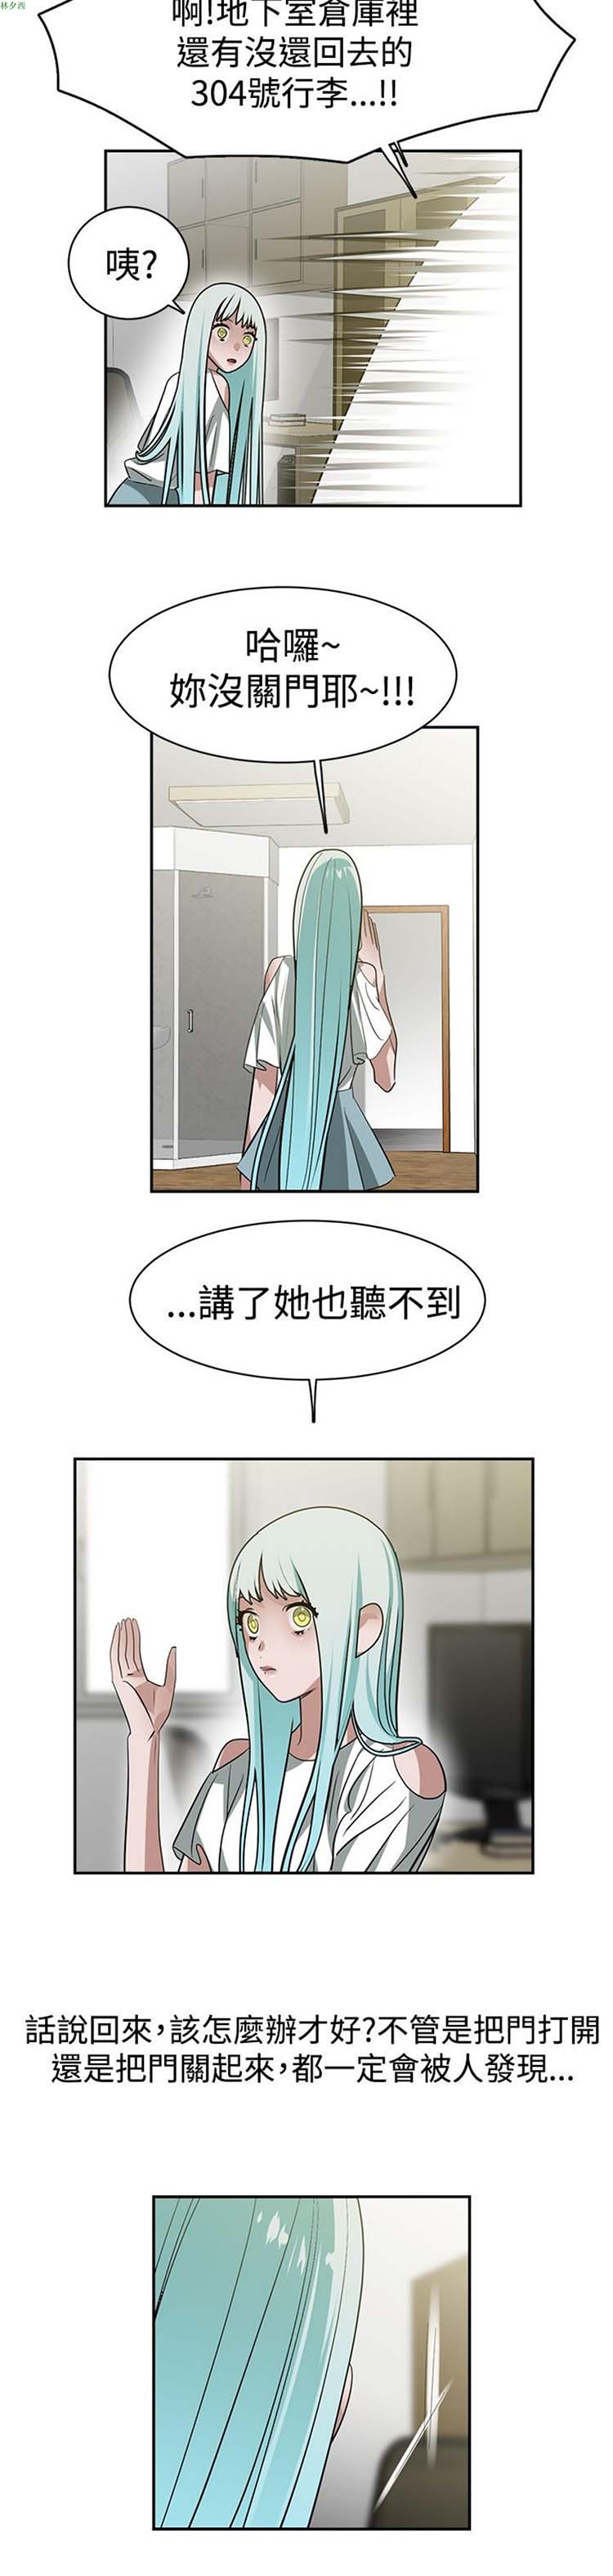 林夕西
啊!地下室倉庫裡
還有沒還回去的
304號行李...!!
咦?
哈囉~
妳沒關門耶~!!!
...講了她也聽不到
話說回來,該怎麼辦才好?不管是把門打開
還是把門關起來,都一定會被人發現...